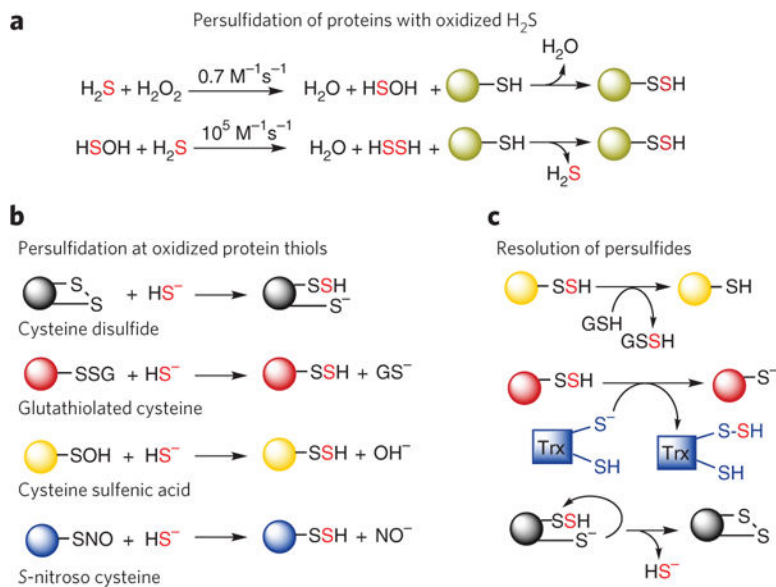 a
Persulfidation of proteins with oxidized H₂S
H₂S + H₂O₂ 0.7 M⁻¹s⁻¹ H₂O + HSOH + SH H₂O SSH
HSOH + H₂S 10⁵ M⁻¹s⁻¹ H₂O + HSSH + SH H₂S SSH
b
Persulfidation at oxidized protein thiols
S S + HS⁻ SSH S⁻
Cysteine disulfide
SSG + HS⁻ SSH + GS⁻
Glutathiolated cysteine
SOH + HS⁻ SSH + OH⁻
Cysteine sulfenic acid
SNO + HS⁻ SSH + NO⁻
S-nitroso cysteine
c
Resolution of persulfides
SSH SH
GSH GSSH
SSH S⁻
Trx S⁻ SH Trx S-SH SH
SSH S⁻ S S
HS⁻